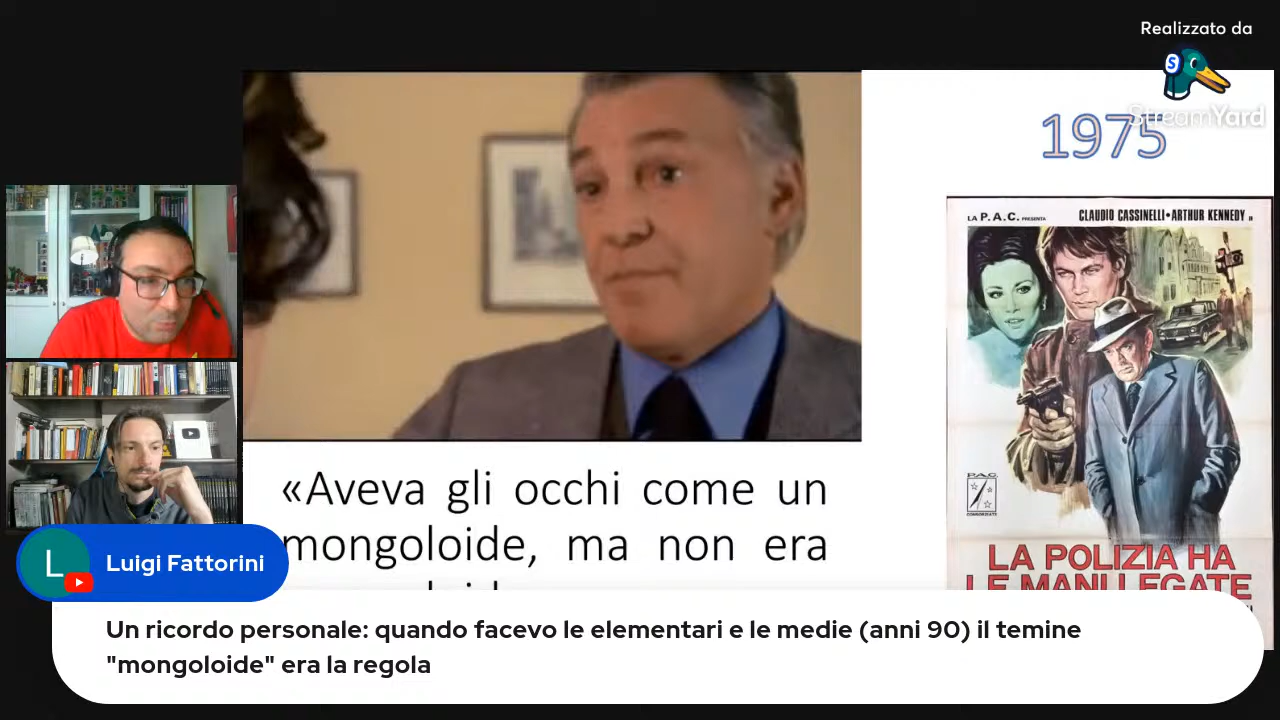 Realizzato da
StreamYard
1975
LA P.A.C. PRESENTA
CLAUDIO CASSINELLI • ARTHUR KENNEDY in
P.A.C.
LA POLIZIA HA
LE MANI LEGATE
«Aveva gli occhi come un
mongoloide, ma non era
L
Luigi Fattorini
Un ricordo personale: quando facevo le elementari e le medie (anni 90) il temine
"mongoloide" era la regola